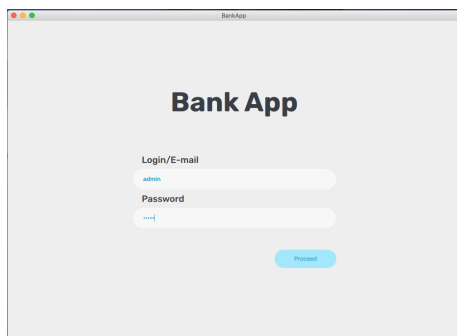 BankApp
Bank App
Login/E-mail
admin
Password
•••••
Proceed